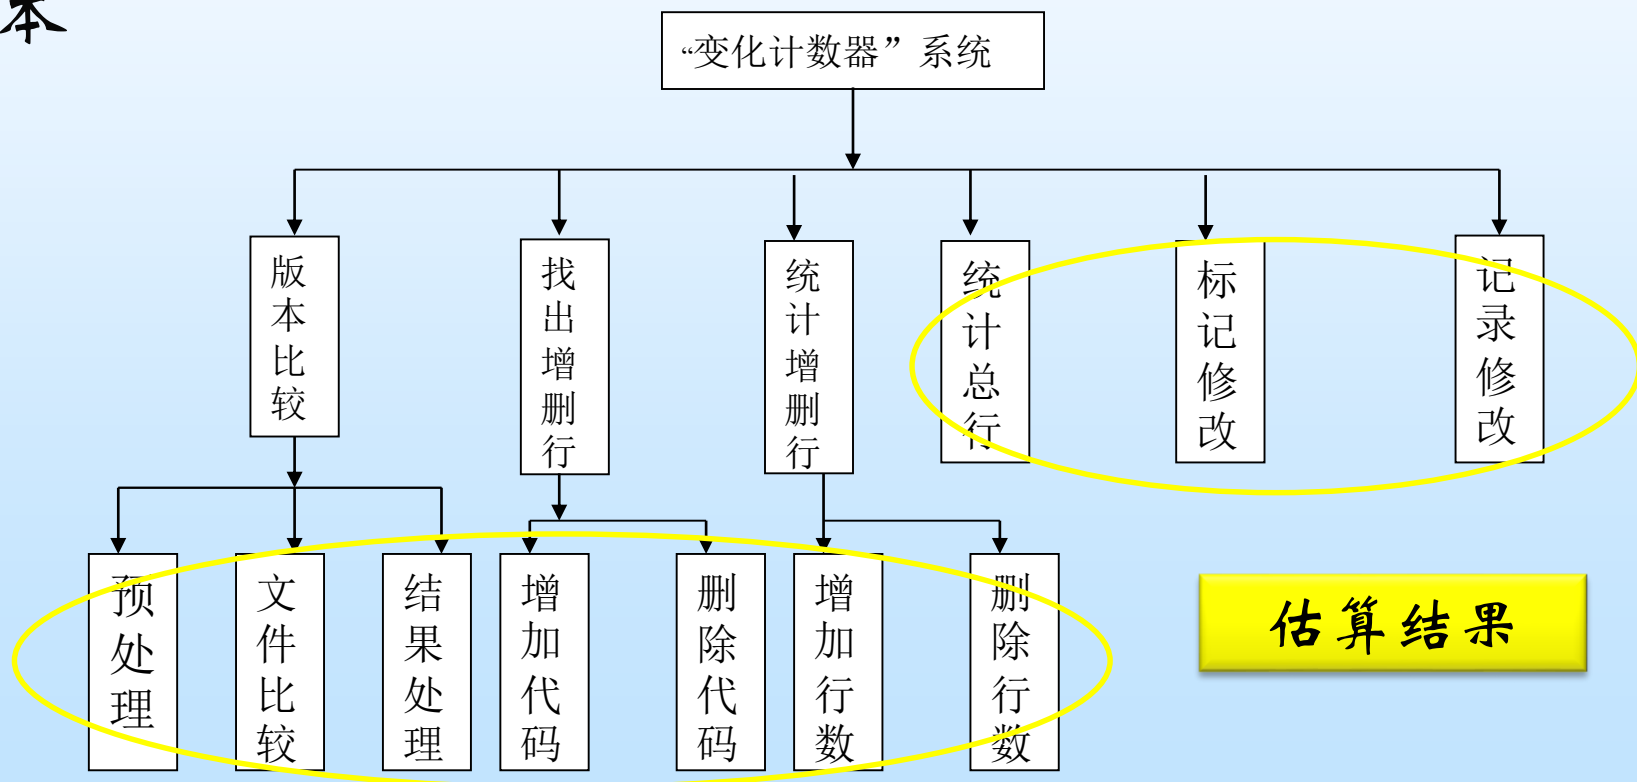 本
“变化计数器”系统
版本比较
找出增删行
统计增删行
统计总行
标记修改
记录修改
预处理
文件比较
结果处理
增加代码
删除代码
增加行数
删除行数
估算结果